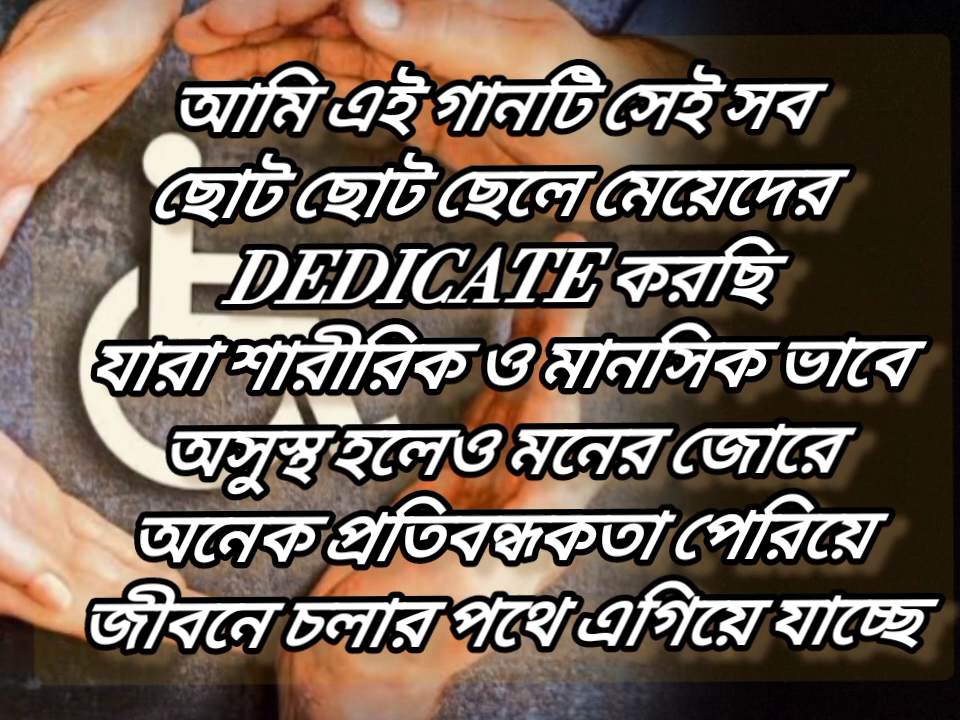 আমি এই গানটি সেই সব
ছোট ছোট ছেলে মেয়েদের
DEDICATE করছি
যারা শারীরিক ও মানসিক ভাবে
অসুস্থ হলেও মনের জোরে
অনেক প্রতিবন্ধকতা পেরিয়ে
জীবনে চলার পথে এগিয়ে যাচ্ছে